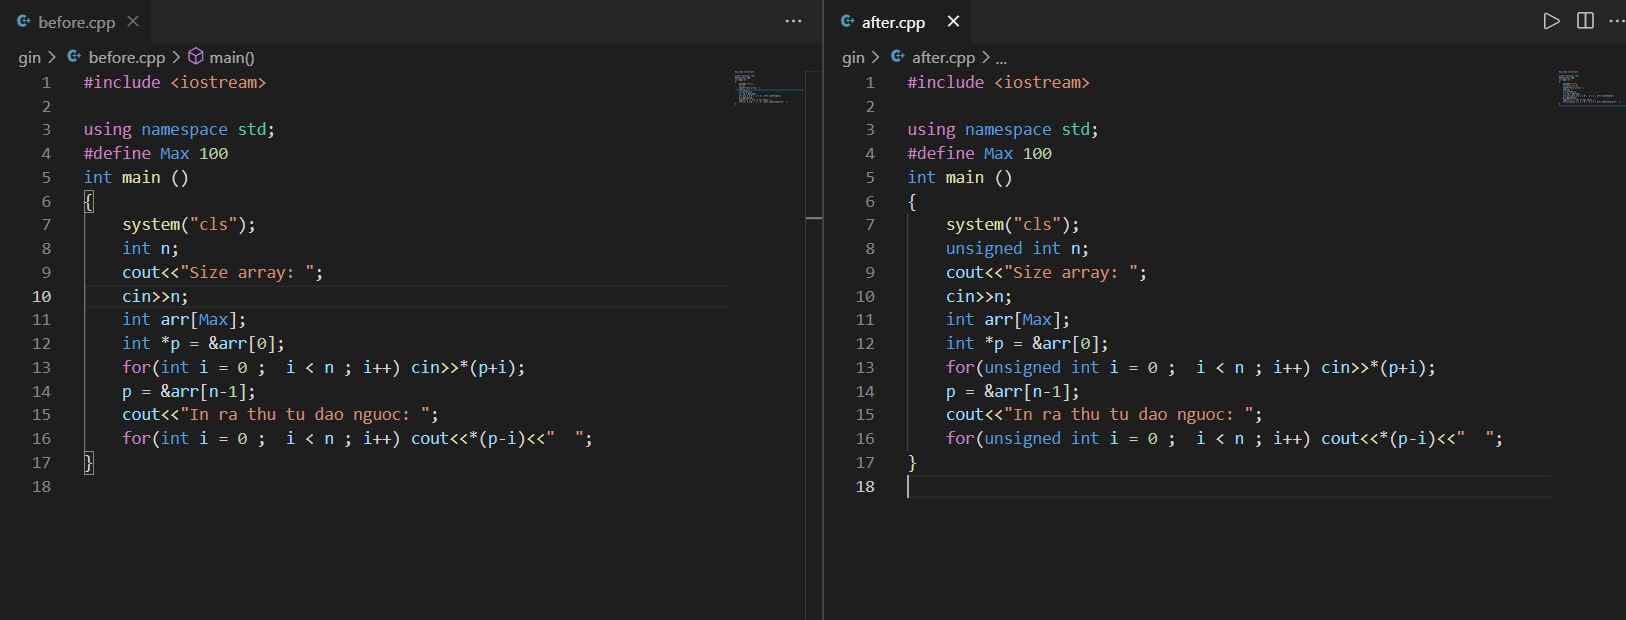 before.cpp
gin > before.cpp > main()
1 #include <iostream>
2
3 using namespace std;
4 #define Max 100
5 int main ()
6 {
7 system("cls");
8 int n;
9 cout<<"Size array: ";
10 cin>>n;
11 int arr[Max];
12 int *p = &arr[0];
13 for(int i = 0 ;  i < n ; i++) cin>>*(p+i);
14 p = &arr[n-1];
15 cout<<"In ra thu tu dao nguoc: ";
16 for(int i = 0 ;  i < n ; i++) cout<<*(p-i)<<"  ";
17 }
18
after.cpp
gin > after.cpp > ...
1 #include <iostream>
2
3 using namespace std;
4 #define Max 100
5 int main ()
6 {
7 system("cls");
8 unsigned int n;
9 cout<<"Size array: ";
10 cin>>n;
11 int arr[Max];
12 int *p = &arr[0];
13 for(unsigned int i = 0 ;  i < n ; i++) cin>>*(p+i);
14 p = &arr[n-1];
15 cout<<"In ra thu tu dao nguoc: ";
16 for(unsigned int i = 0 ;  i < n ; i++) cout<<*(p-i)<<"  ";
17 }
18